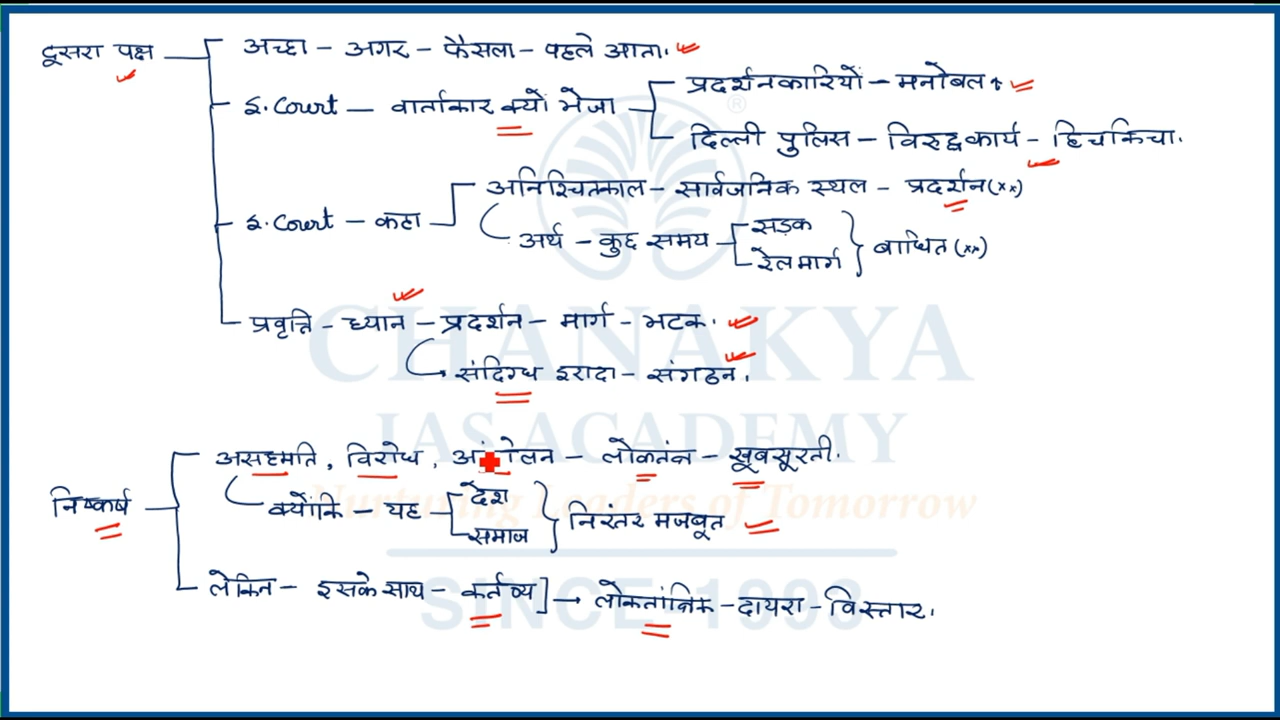 दूसरा पक्ष
अच्छा - अगर - फैसला - पहले आता.
S. Court - वार्ताकार क्यों भेजा
प्रदर्शनकारियों - मनोबल ↑
दिल्ली पुलिस - विरुद्ध कार्य - हिचकिचा.
S. Court - कहा
अनिश्चितकाल - सार्वजनिक स्थल - प्रदर्शन (××)
अर्थ - कुछ समय
सड़क
रेलमार्ग
बाधित (××)
प्रवृत्ति - ध्यान - प्रदर्शन - मार्ग - भटक.
संदिग्ध इरादा - संगठन.
निष्कर्ष
असहमति, विरोध, आंदोलन - लोकतंत्र - खूबसूरती.
क्योंकि - यह
देश
समाज
निरंतर मजबूत
लेकिन - इसके साथ - कर्तव्य] → लोकतांत्रिक - दायरा - विस्तार.
CHANAKYA
IAS ACADEMY
Nurturing Leaders of Tomorrow
SINCE-1993